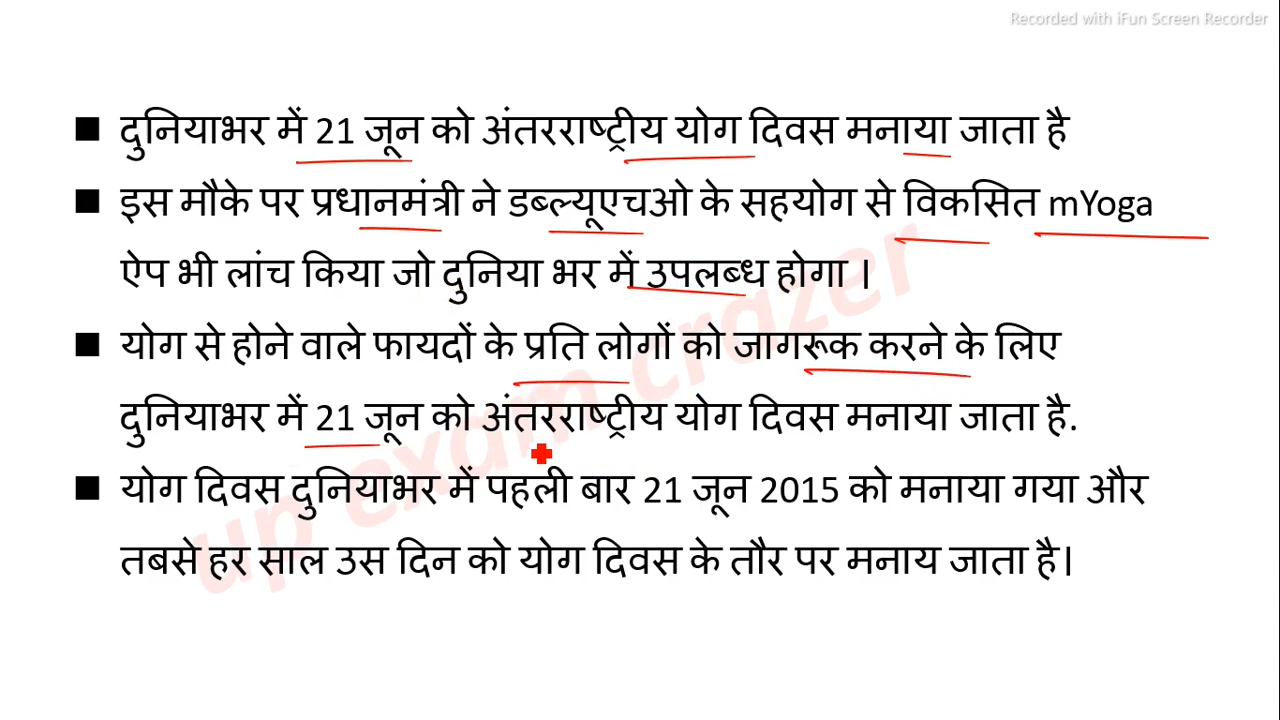 Recorded with iFun Screen Recorder
■ दुनियाभर में 21 जून को अंतरराष्ट्रीय योग दिवस मनाया जाता है
■ इस मौके पर प्रधानमंत्री ने डब्ल्यूएचओ के सहयोग से विकसित mYoga
ऐप भी लांच किया जो दुनिया भर में उपलब्ध होगा ।
■ योग से होने वाले फायदों के प्रति लोगों को जागरूक करने के लिए
दुनियाभर में 21 जून को अंतरराष्ट्रीय योग दिवस मनाया जाता है.
■ योग दिवस दुनियाभर में पहली बार 21 जून 2015 को मनाया गया और
तबसे हर साल उस दिन को योग दिवस के तौर पर मनाय जाता है।
up exam crazer